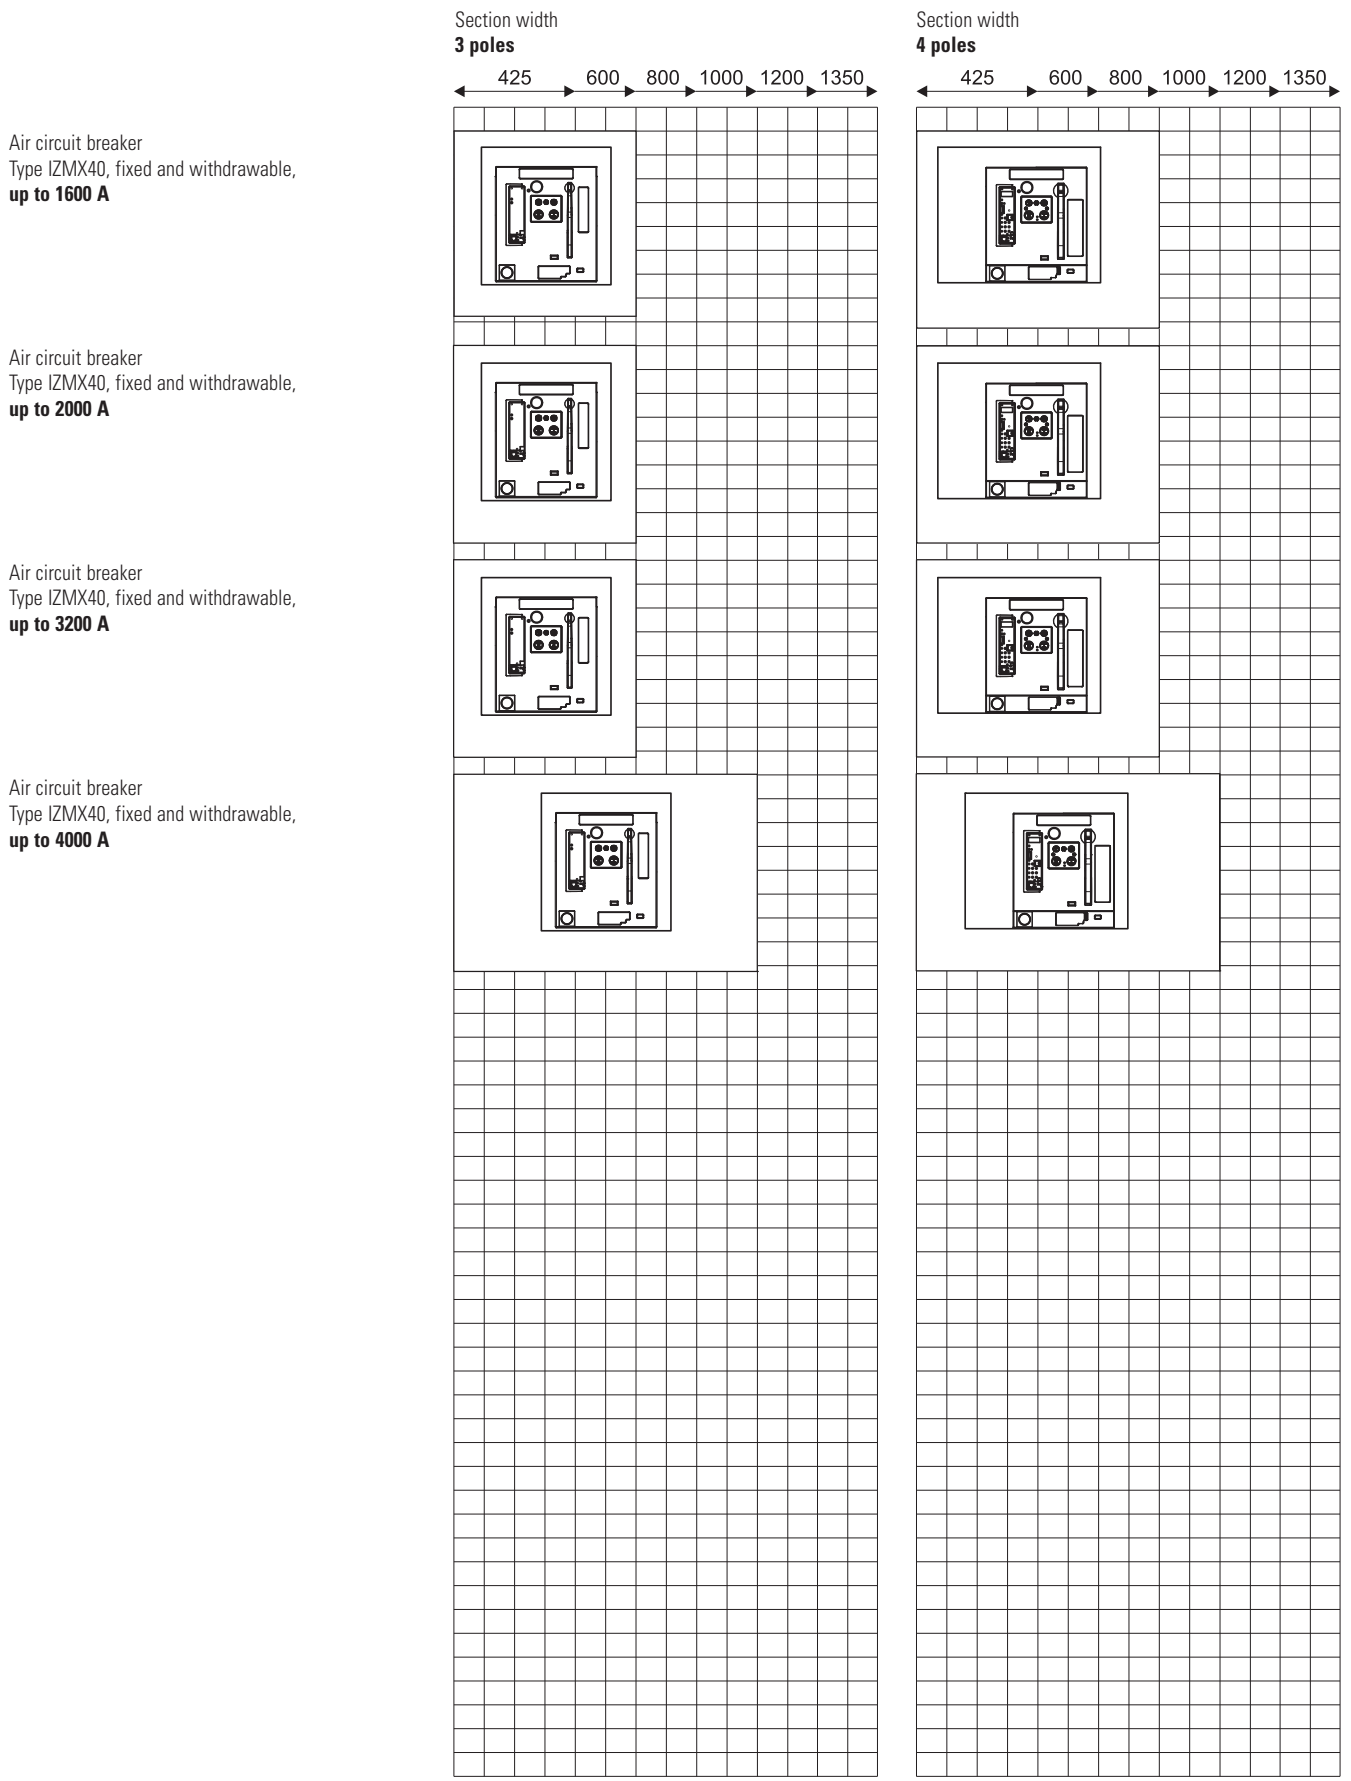 Section width
3 poles
425 600 800 1000 1200 1350
Section width
4 poles
425 600 800 1000 1200 1350
Air circuit breaker
Type IZMX40, fixed and withdrawable,
up to 1600 A
Air circuit breaker
Type IZMX40, fixed and withdrawable,
up to 2000 A
Air circuit breaker
Type IZMX40, fixed and withdrawable,
up to 3200 A
Air circuit breaker
Type IZMX40, fixed and withdrawable,
up to 4000 A